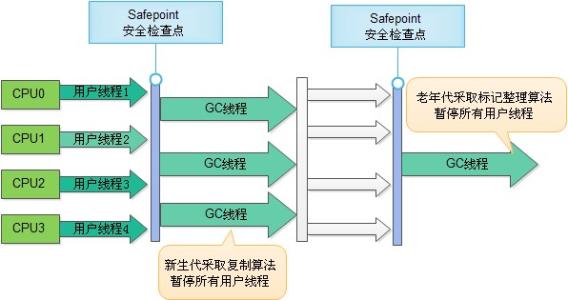 Safepoint
安全检查点
Safepoint
安全检查点
CPU0
用户线程1
CPU1
用户线程2
CPU2
用户线程3
CPU3
用户线程4
GC线程
GC线程
GC线程
老年代采取标记整理算法
暂停所有用户线程
GC线程
新生代采取复制算法
暂停所有用户线程